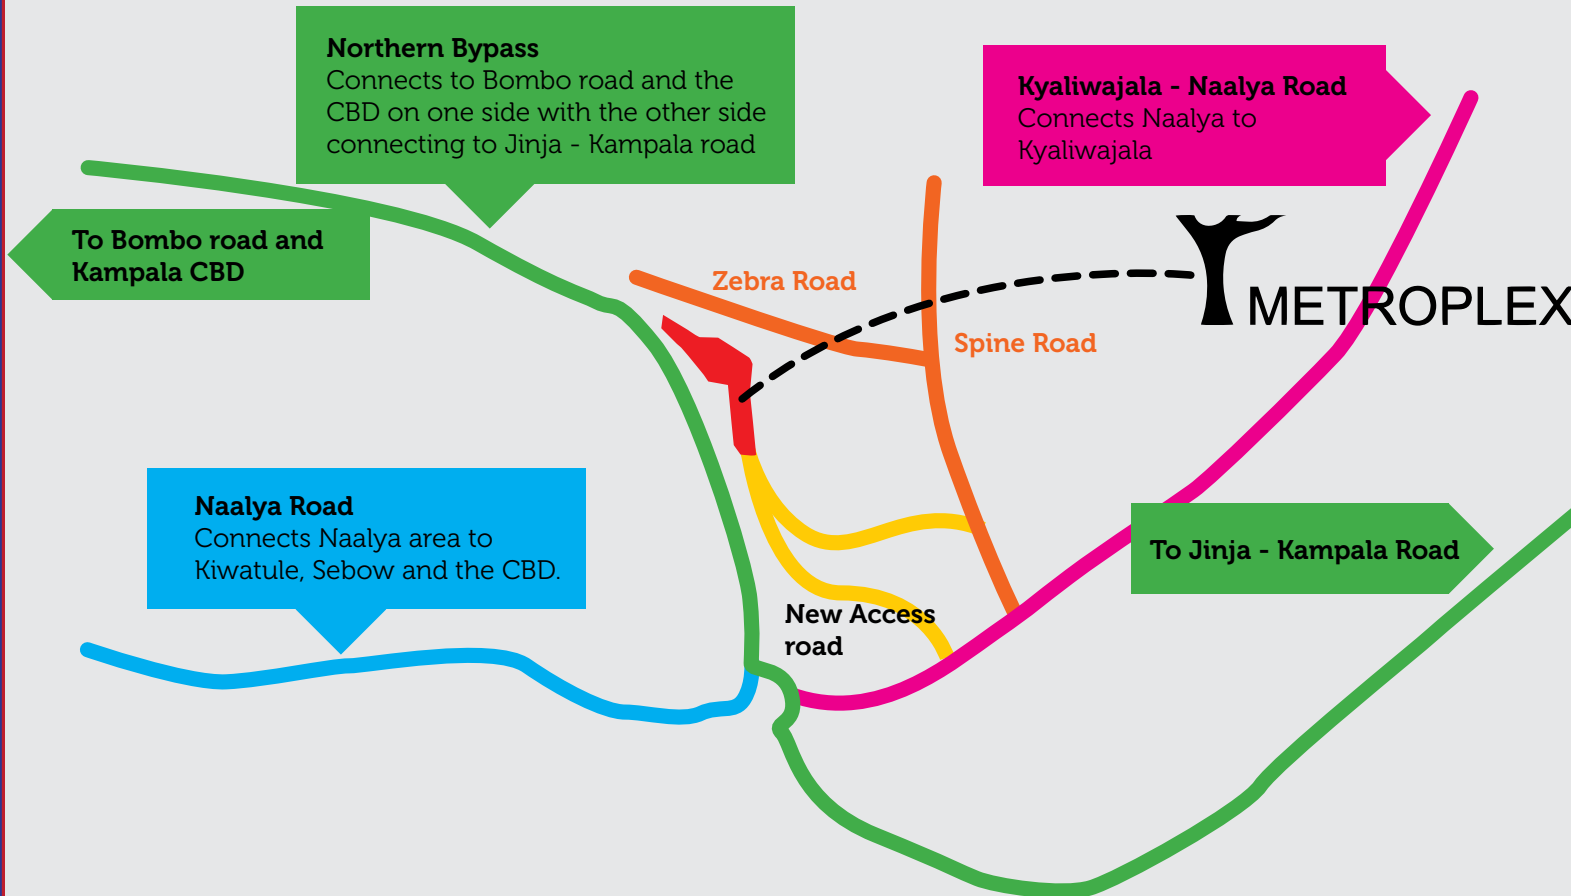 Northern Bypass
Connects to Bombo road and the
CBD on one side with the other side
connecting to Jinja - Kampala road
Kyaliwajala - Naalya Road
Connects Naalya to
Kyaliwajala
To Bombo road and
Kampala CBD
Zebra Road
METROPLEX
Spine Road
Naalya Road
Connects Naalya area to
Kiwatule, Sebow and the CBD.
To Jinja - Kampala Road
New Access
road